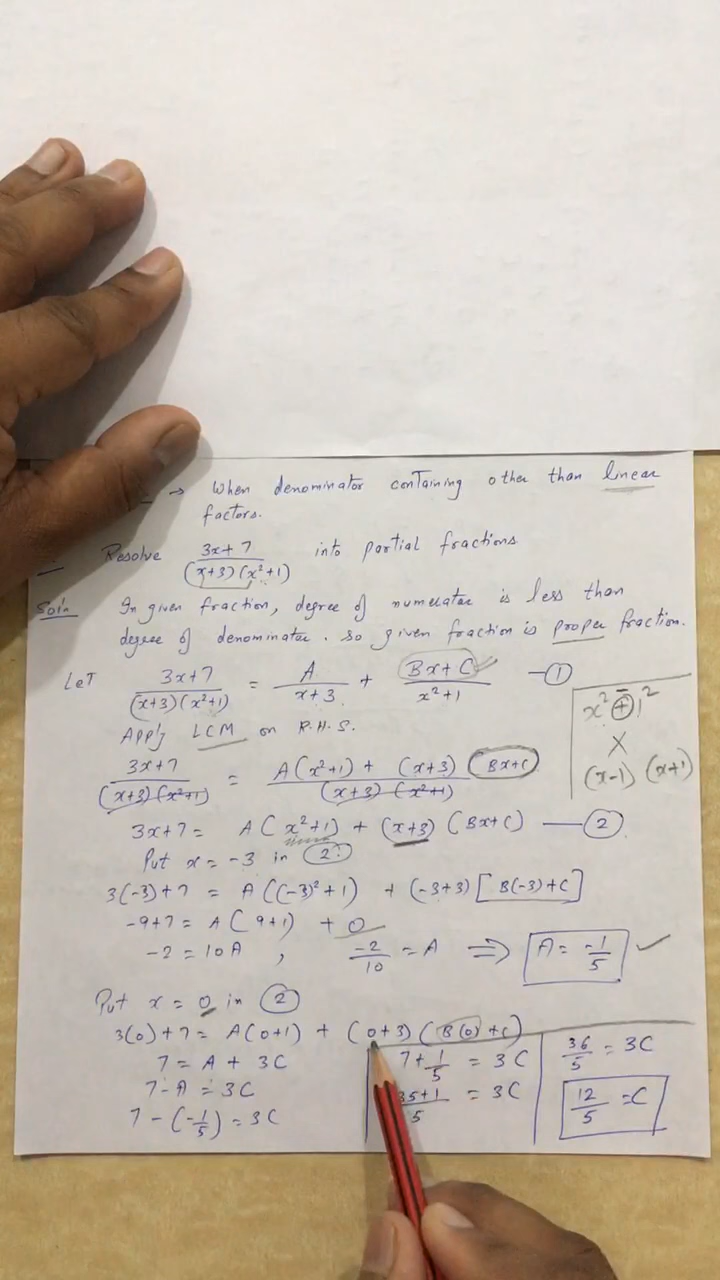 → When denominator containing other than linear
factors.
Resolve (3x+7)/((x+3)(x²+1)) into partial fractions.
Soln In given fraction, degree of numerator is less than
degree of denominator. so given fraction is proper fraction.
Let (3x+7)/((x+3)(x²+1)) = A/(x+3) + (Bx+C)/(x²+1) —①
Apply LCM on R.H.S.
(3x+7)/((x+3)(x²+1)) = (A(x²+1) + (x+3)(Bx+C))/((x+3)(x²+1))
x² + 1²
×
(x-1) (x+1)
3x+7 = A(x²+1) + (x+3)(Bx+C) —②
Put x = -3 in ②:
3(-3)+7 = A((-3)²+1) + (-3+3)[B(-3)+C]
-9+7 = A(9+1) + 0
-2 = 10A , -2/10 = A ⇒ A = -1/5
Put x = 0 in ②
3(0)+7 = A(0+1) + (0+3)(B(0)+C)
7 = A + 3C
7-A = 3C
7-(-1/5) = 3C
7+1/5 = 3C
(35+1)/5 = 3C
36/5 = 3C
12/5 = C